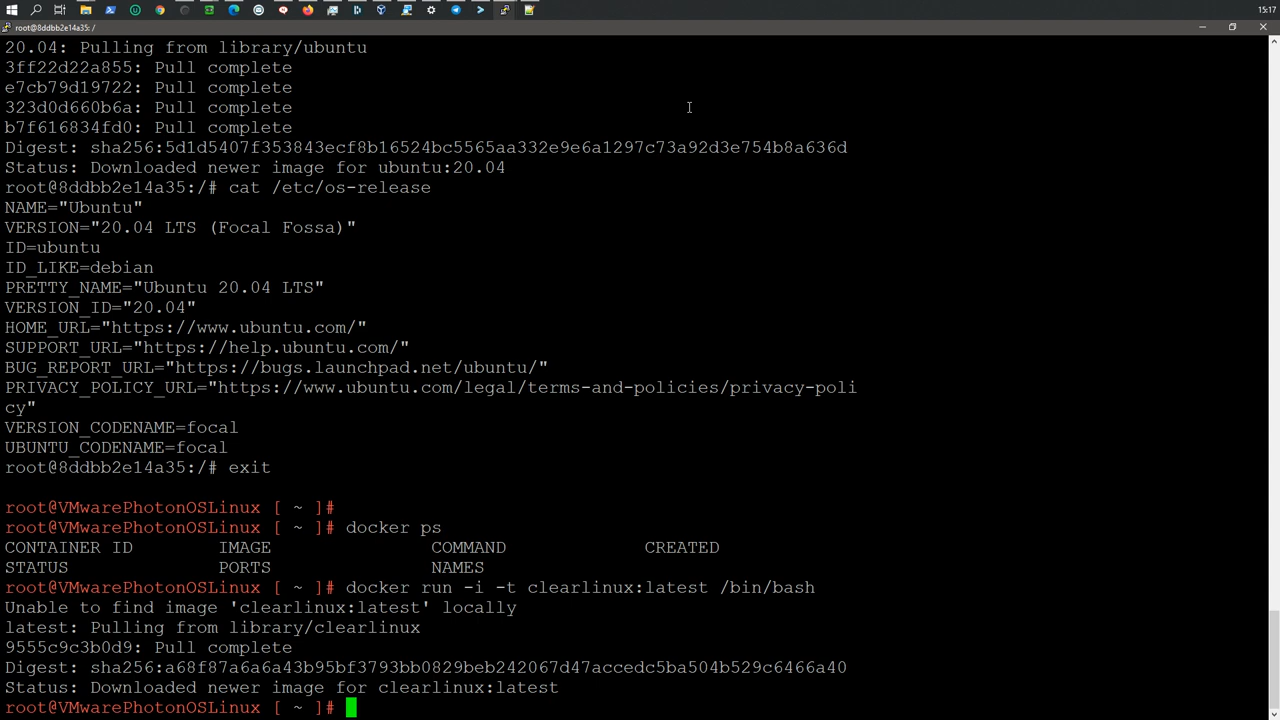 15:17
root@8ddbb2e14a35: /
20.04: Pulling from library/ubuntu
3ff22d22a855: Pull complete
e7cb79d19722: Pull complete
323d0d660b6a: Pull complete
b7f616834fd0: Pull complete
Digest: sha256:5d1d5407f353843ecf8b16524bc5565aa332e9e6a1297c73a92d3e754b8a636d
Status: Downloaded newer image for ubuntu:20.04
root@8ddbb2e14a35:/# cat /etc/os-release
NAME="Ubuntu"
VERSION="20.04 LTS (Focal Fossa)"
ID=ubuntu
ID_LIKE=debian
PRETTY_NAME="Ubuntu 20.04 LTS"
VERSION_ID="20.04"
HOME_URL="https://www.ubuntu.com/"
SUPPORT_URL="https://help.ubuntu.com/"
BUG_REPORT_URL="https://bugs.launchpad.net/ubuntu/"
PRIVACY_POLICY_URL="https://www.ubuntu.com/legal/terms-and-policies/privacy-poli
cy"
VERSION_CODENAME=focal
UBUNTU_CODENAME=focal
root@8ddbb2e14a35:/# exit
root@VMwarePhotonOSLinux [ ~ ]#
root@VMwarePhotonOSLinux [ ~ ]# docker ps
CONTAINER ID IMAGE COMMAND CREATED
STATUS PORTS NAMES
root@VMwarePhotonOSLinux [ ~ ]# docker run -i -t clearlinux:latest /bin/bash
Unable to find image 'clearlinux:latest' locally
latest: Pulling from library/clearlinux
9555c9c3b0d9: Pull complete
Digest: sha256:a68f87a6a6a43b95bf3793bb0829beb242067d47accedc5ba504b529c6466a40
Status: Downloaded newer image for clearlinux:latest
root@VMwarePhotonOSLinux [ ~ ]#